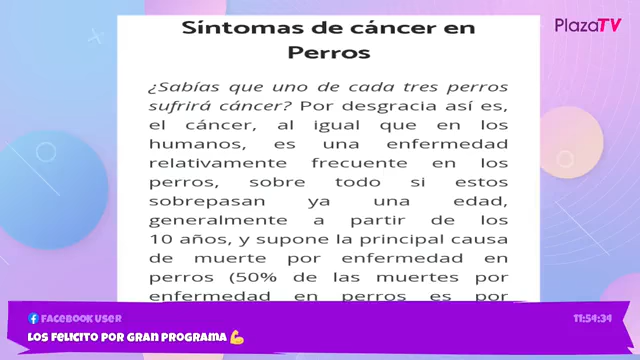 Síntomas de cáncer en
Perros
PlazaTV
¿Sabías que uno de cada tres perros
sufrirá cáncer? Por desgracia así es,
el cáncer, al igual que en los
humanos, es una enfermedad
relativamente frecuente en los
perros, sobre todo si estos
sobrepasan ya una edad,
generalmente a partir de los
10 años, y supone la principal causa
de muerte por enfermedad en
perros (50% de las muertes por
enfermedad en perros es por
FACEBOOK USER
11:54:34
LOS FELICITO POR GRAN PROGRAMA 💪